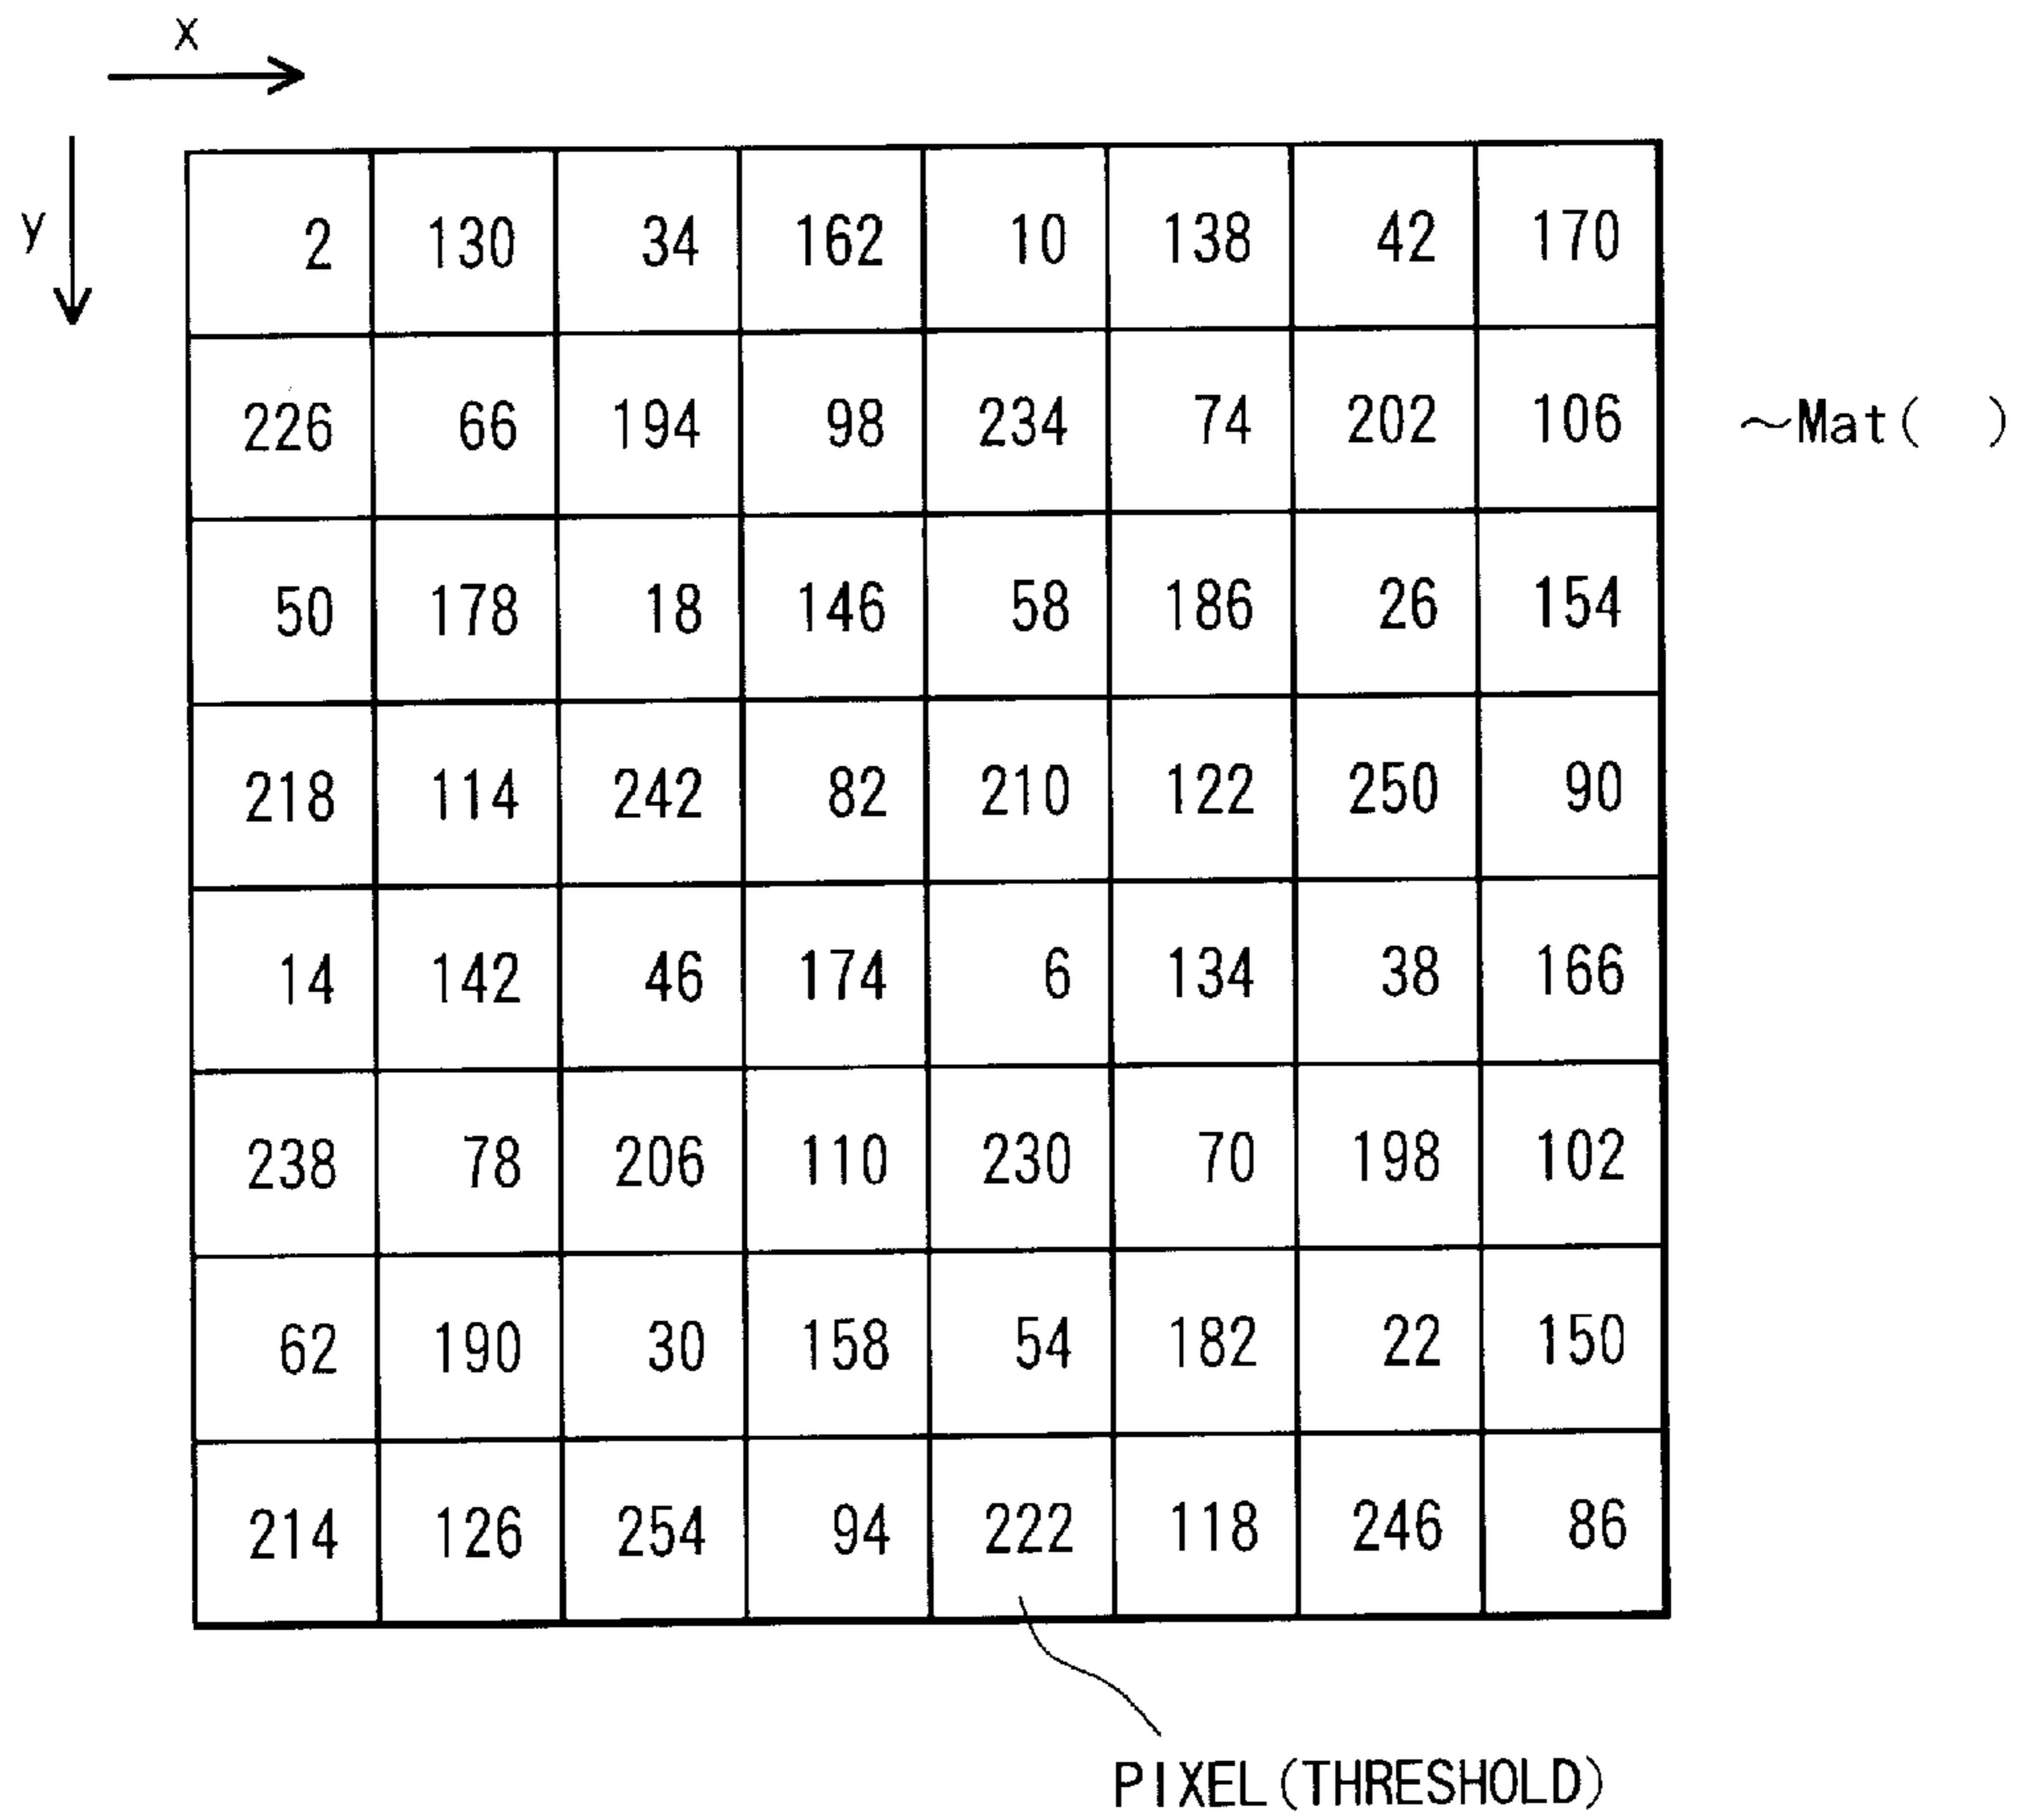 x
y
2 130 34 162 10 138 42 170
226 66 194 98 234 74 202 106
~Mat( )
50 178 18 146 58 186 26 154
218 114 242 82 210 122 250 90
14 142 46 174 6 134 38 166
238 78 206 110 230 70 198 102
62 190 30 158 54 182 22 150
214 126 254 94 222 118 246 86
PIXEL(THRESHOLD)